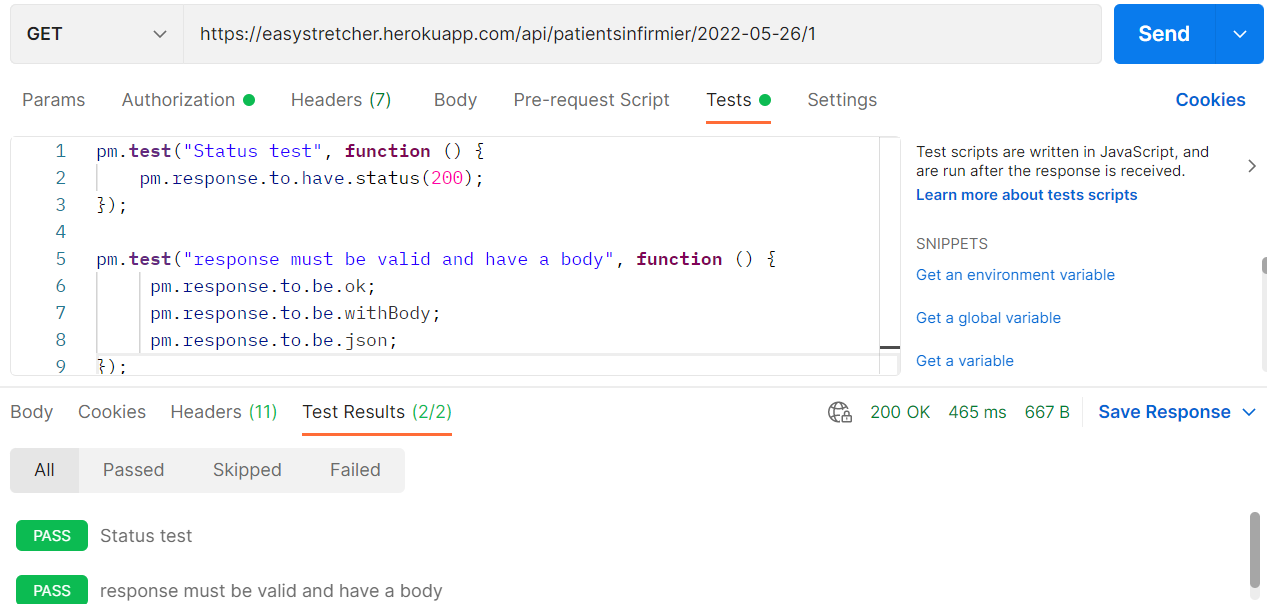 GET https://easystretcher.herokuapp.com/api/patientsinfirmier/2022-05-26/1 Send
Params Authorization Headers (7) Body Pre-request Script Tests Settings Cookies
1 pm.test("Status test", function () {
2 pm.response.to.have.status(200);
3 });
4
5 pm.test("response must be valid and have a body", function () {
6 pm.response.to.be.ok;
7 pm.response.to.be.withBody;
8 pm.response.to.be.json;
9 });
Test scripts are written in JavaScript, and
are run after the response is received.
Learn more about tests scripts
SNIPPETS
Get an environment variable
Get a global variable
Get a variable
Body Cookies Headers (11) Test Results (2/2) 200 OK 465 ms 667 B Save Response
All Passed Skipped Failed
PASS Status test
PASS response must be valid and have a body